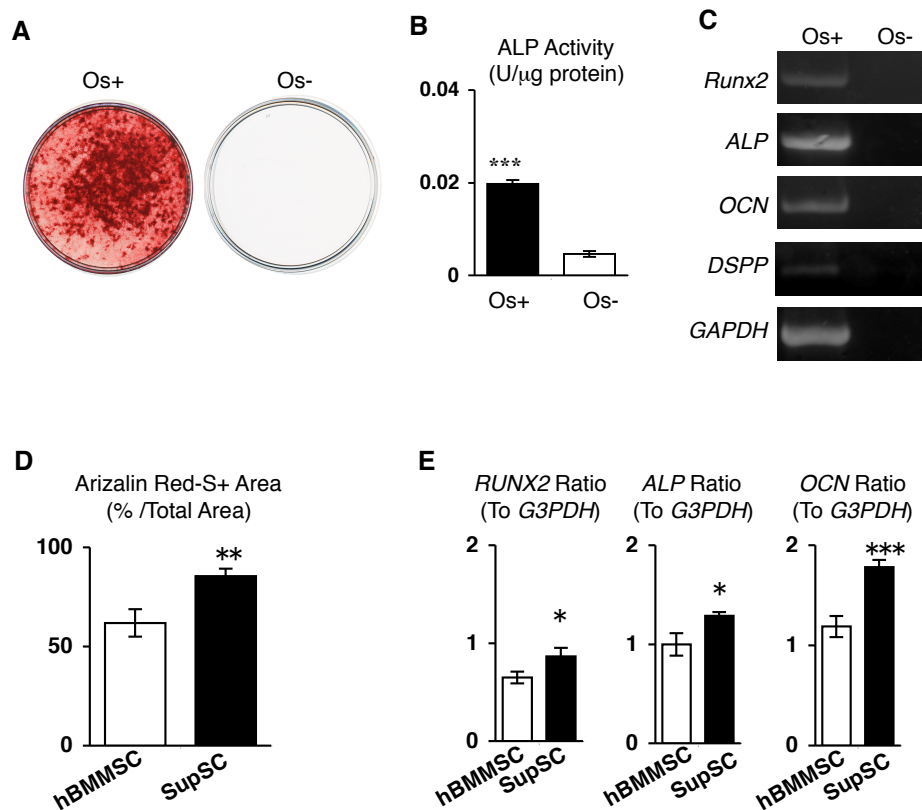 A
Os+
Os-
B
ALP Activity
(U/μg protein)
0.04
0.02
0
***
Os+
Os-
C
Os+
Os-
Runx2
ALP
OCN
DSPP
GAPDH
D
Arizalin Red-S+ Area
(% /Total Area)
100
50
0
**
hBMMSC
SupSC
E
RUNX2 Ratio
(To G3PDH)
2
1
0
*
hBMMSC
SupSC
ALP Ratio
(To G3PDH)
2
1
0
*
hBMMSC
SupSC
OCN Ratio
(To G3PDH)
2
1
0
***
hBMMSC
SupSC